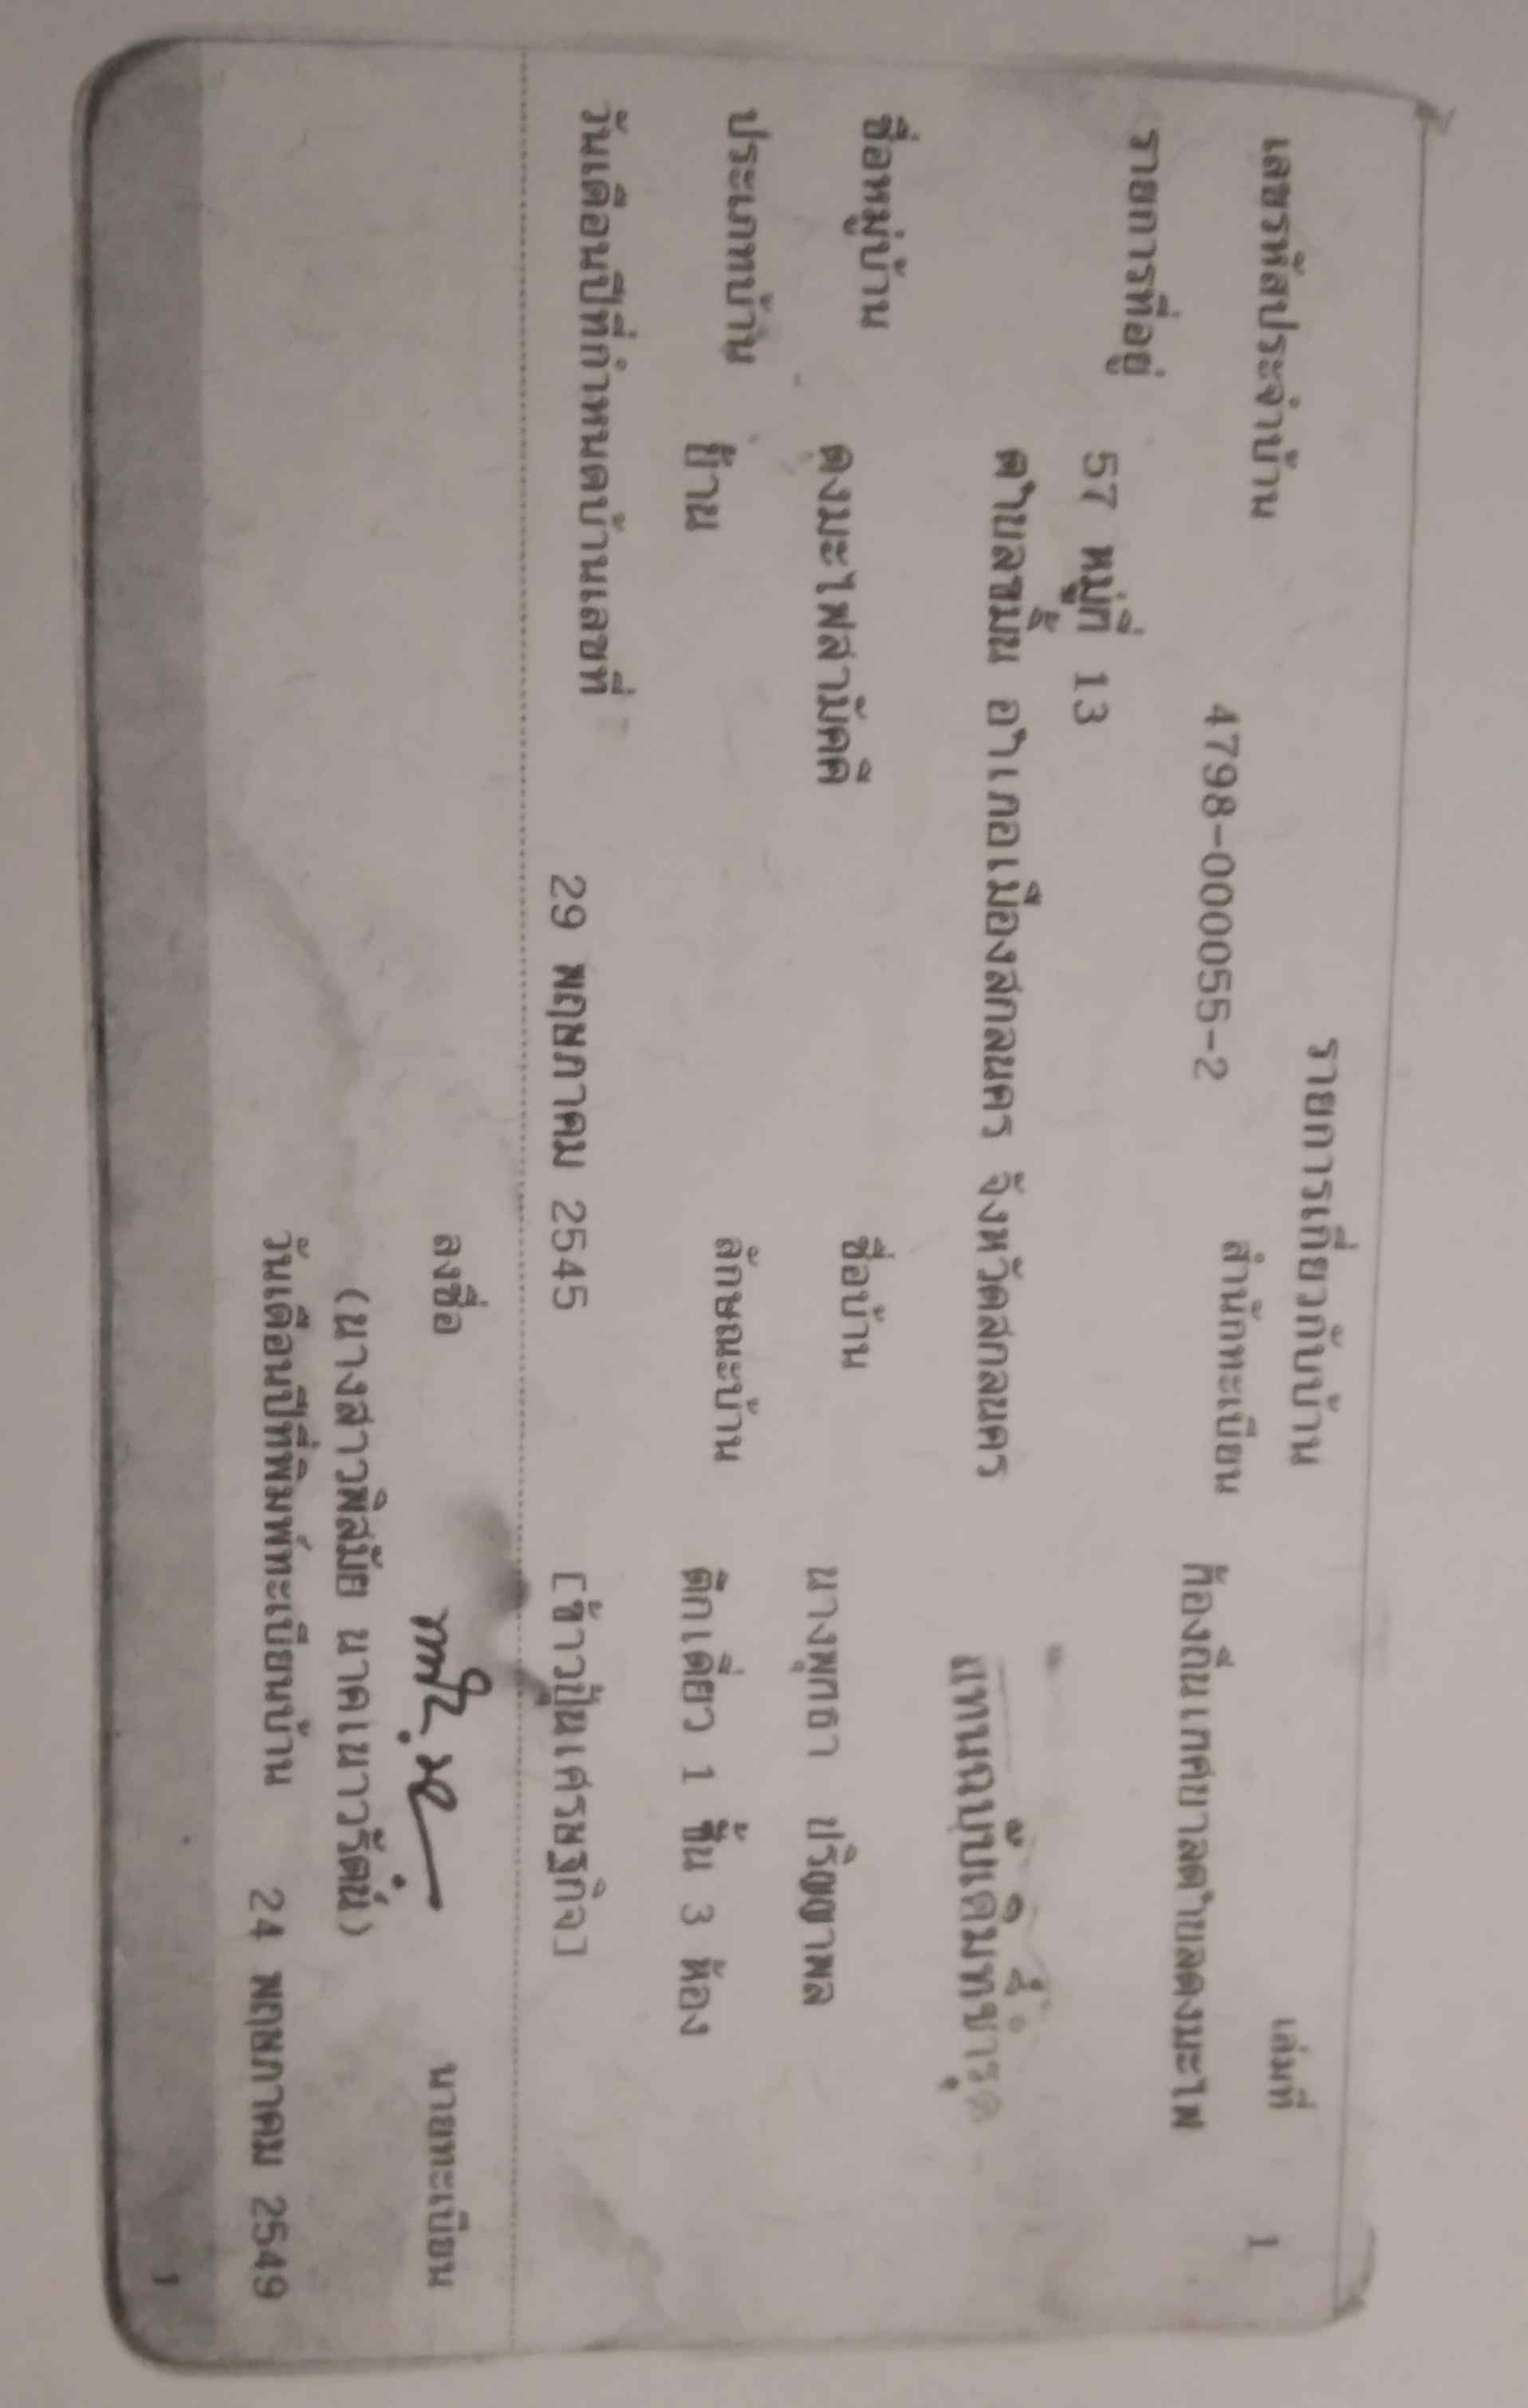 รายการเกี่ยวกับบ้าน เล่มที่ 1
เลขรหัสประจำบ้าน 4798-000055-2 สำนักทะเบียน ท้องถิ่นเทศบาลตำบลดงมะไฟ
รายการที่อยู่ 57 หมู่ที่ 13
ตำบลขมิ้น อำเภอเมืองสกลนคร จังหวัดสกลนคร
แทนฉบับเดิมที่ชำรุด
ชื่อหมู่บ้าน ดงมะไฟสามัคคี ชื่อบ้าน นางพุทธา ปริญญาพล
ประเภทบ้าน บ้าน ลักษณะบ้าน ตึกเดี่ยว 1 ชั้น 3 ห้อง
วันเดือนปีที่กำหนดบ้านเลขที่ 29 พฤษภาคม 2545 [ข้าวปุ้นเศรษฐกิจ]
ลงชื่อ นายทะเบียน
(นางสาวพิสมัย นาคเนาวรัตน์)
วันเดือนปีที่พิมพ์ทะเบียนบ้าน 24 พฤษภาคม 2549
1